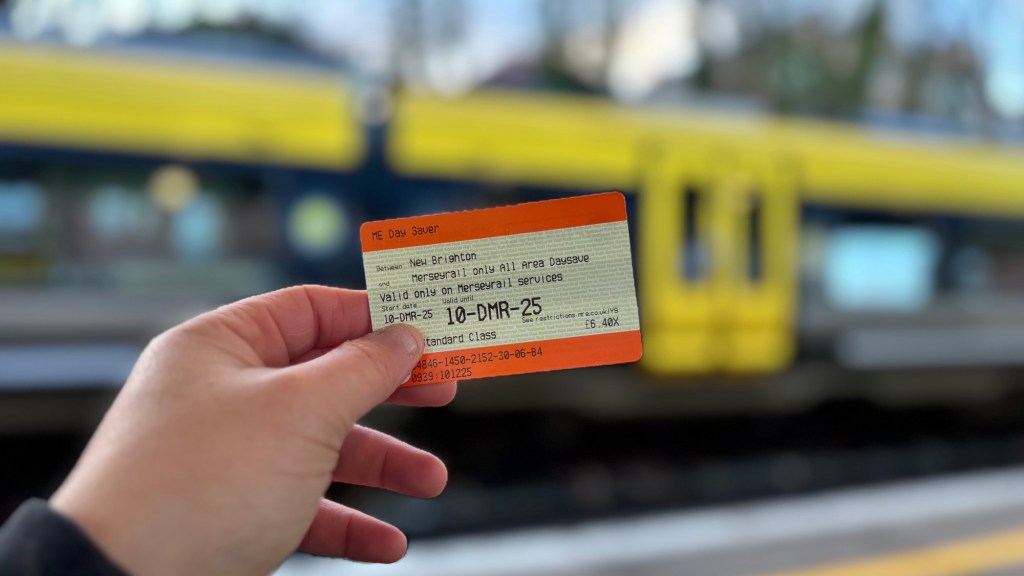 ME Day Saver
Between New Brighton
and Merseyrail only All Area Daysave
Valid only on Merseyrail services
Start date Valid until
10-DMR-25 10-DMR-25
See restrictions nre.co.uk/V9
£6.40X
Standard Class
4846-1450-2152-30-06-B4
0939:101225